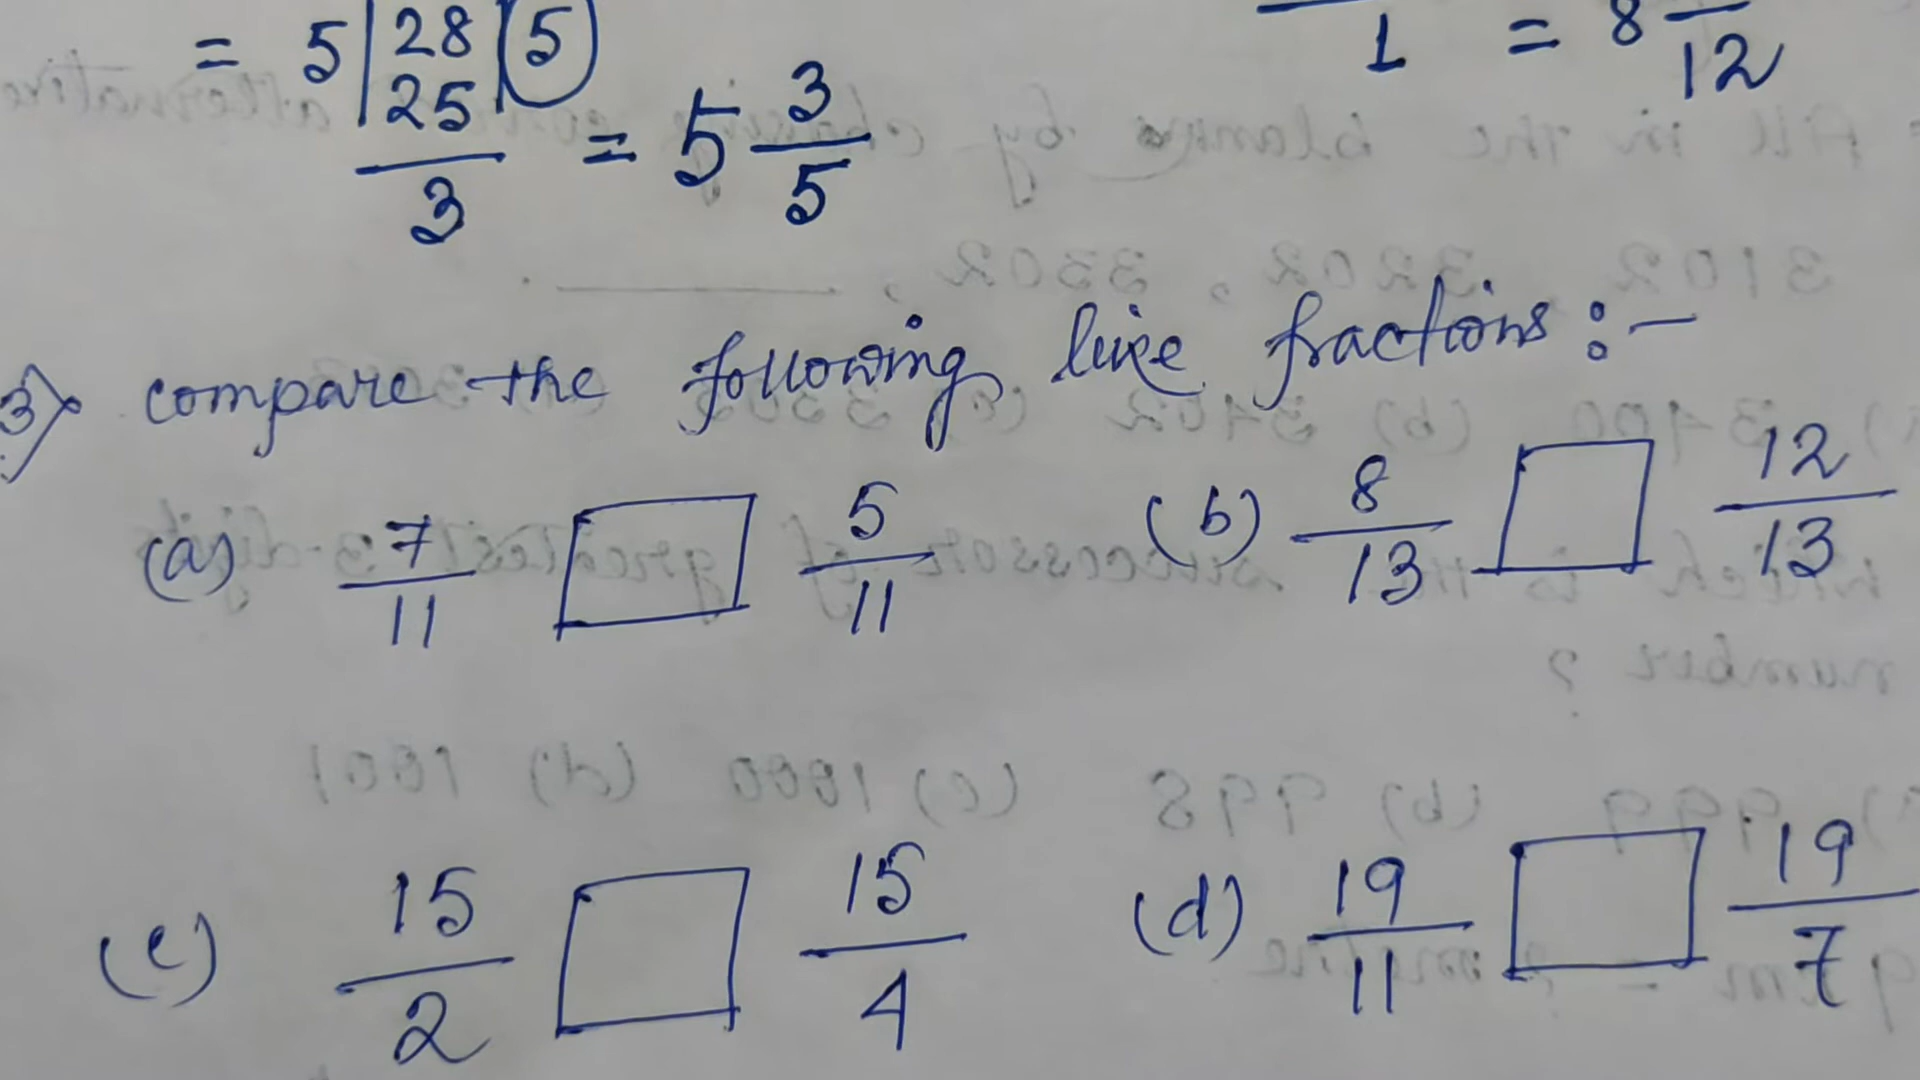 = 5 | 28 | 5
25
3 = 5 3/5
1 = 8 /12
3) compare the following like fractions : -
(a) 7/11 □ 5/11 (b) 8/13 □ 12/13
(c) 15/2 □ 15/4 (d) 19/11 □ 19/7